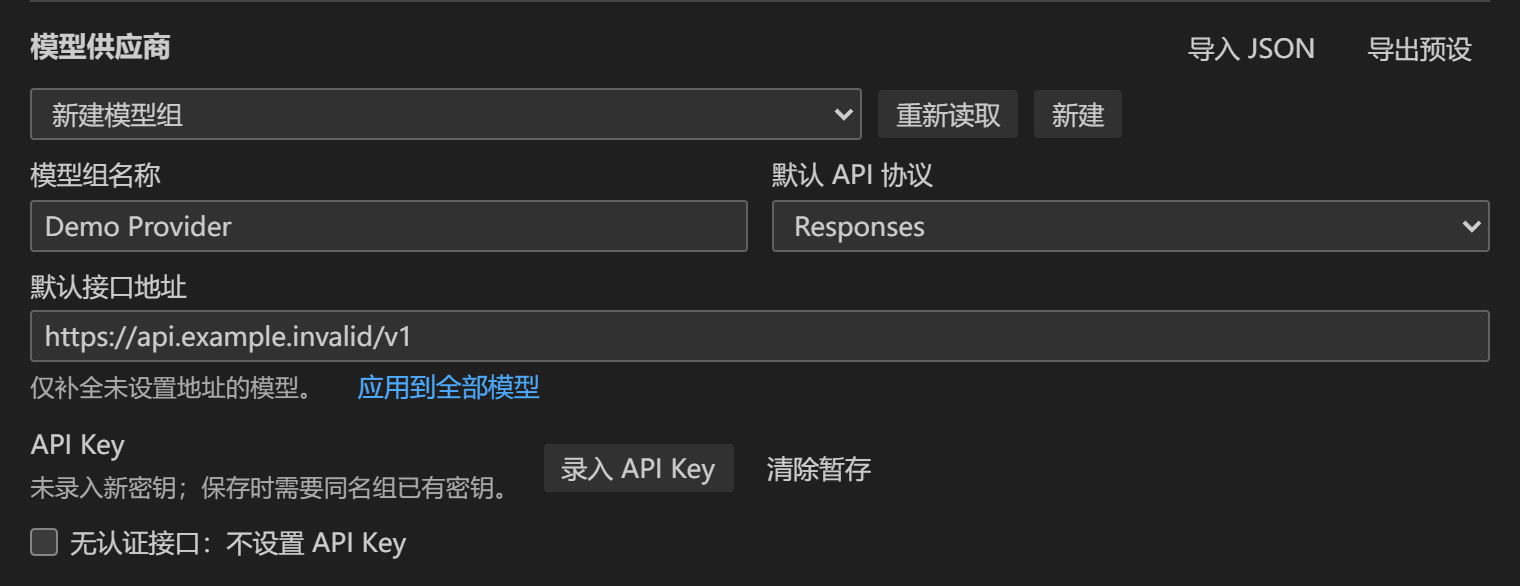 模型供应商 导入 JSON 导出预设
新建模型组 重新读取 新建
模型组名称 默认 API 协议
Demo Provider Responses
默认接口地址
https://api.example.invalid/v1
仅补全未设置地址的模型。 应用到全部模型
API Key
录入 API Key 清除暂存
未录入新密钥；保存时需要同名组已有密钥。
无认证接口：不设置 API Key